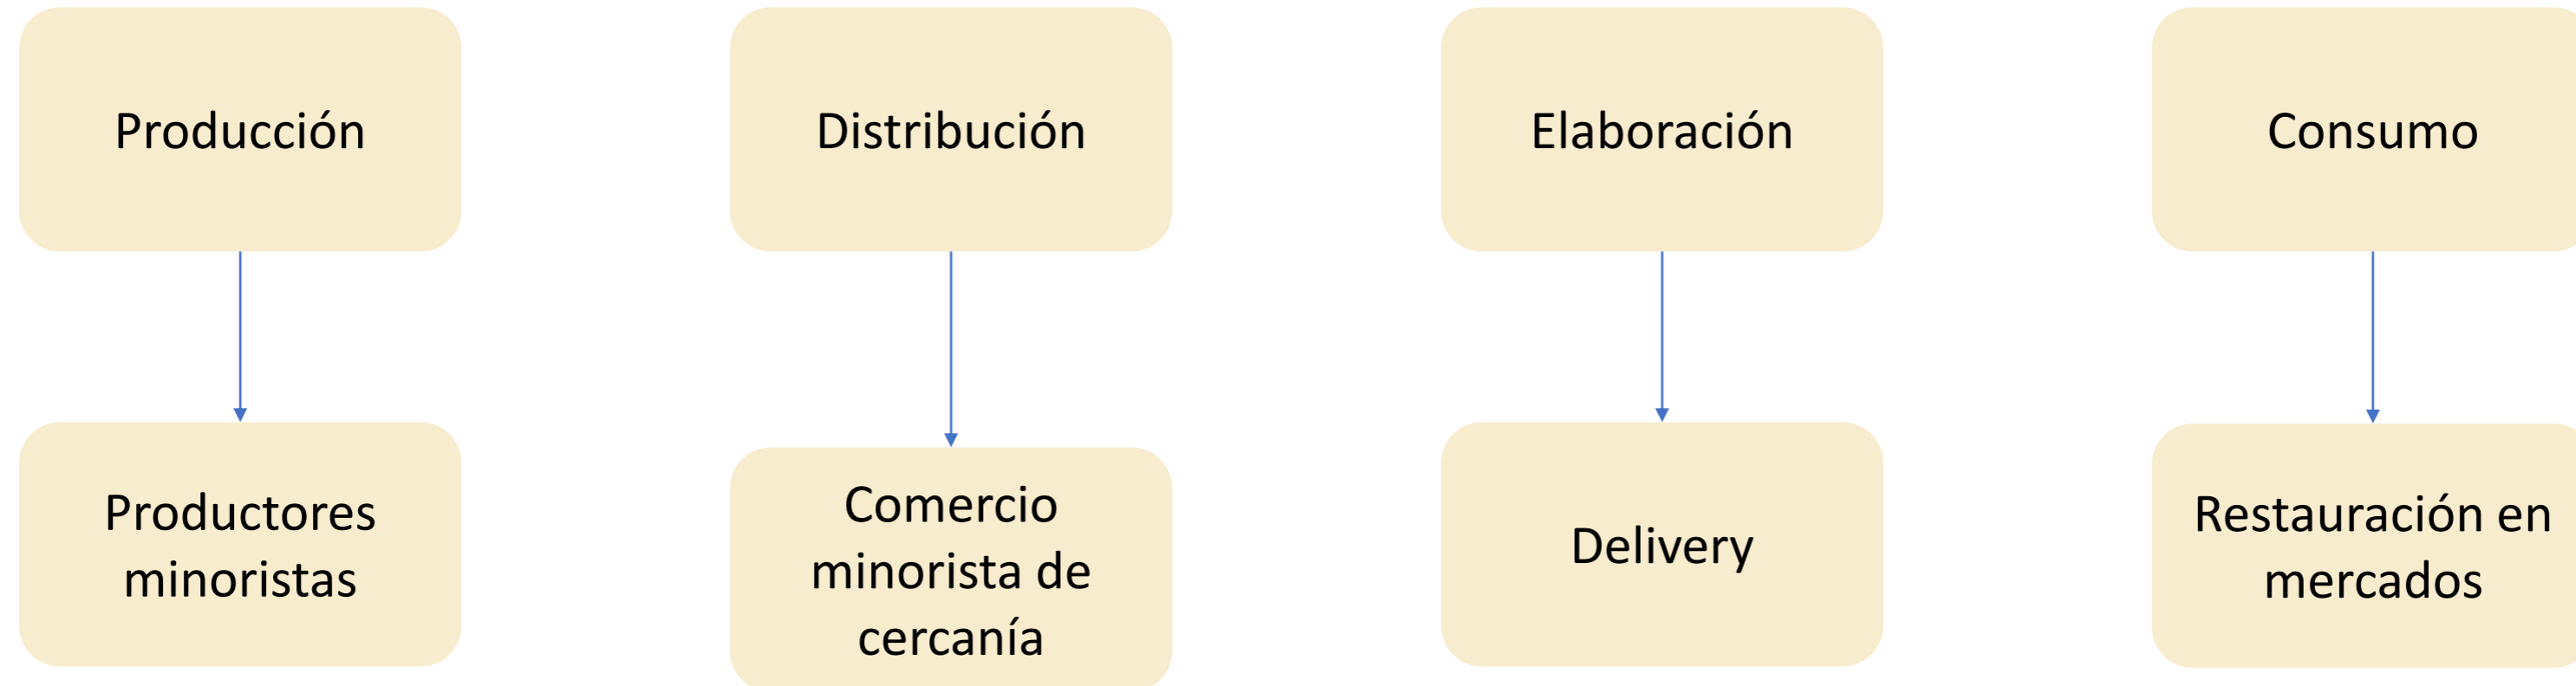 Producción
Distribución
Elaboración
Consumo
Productores
minoristas
Comercio
minorista de
cercanía
Delivery
Restauración en
mercados